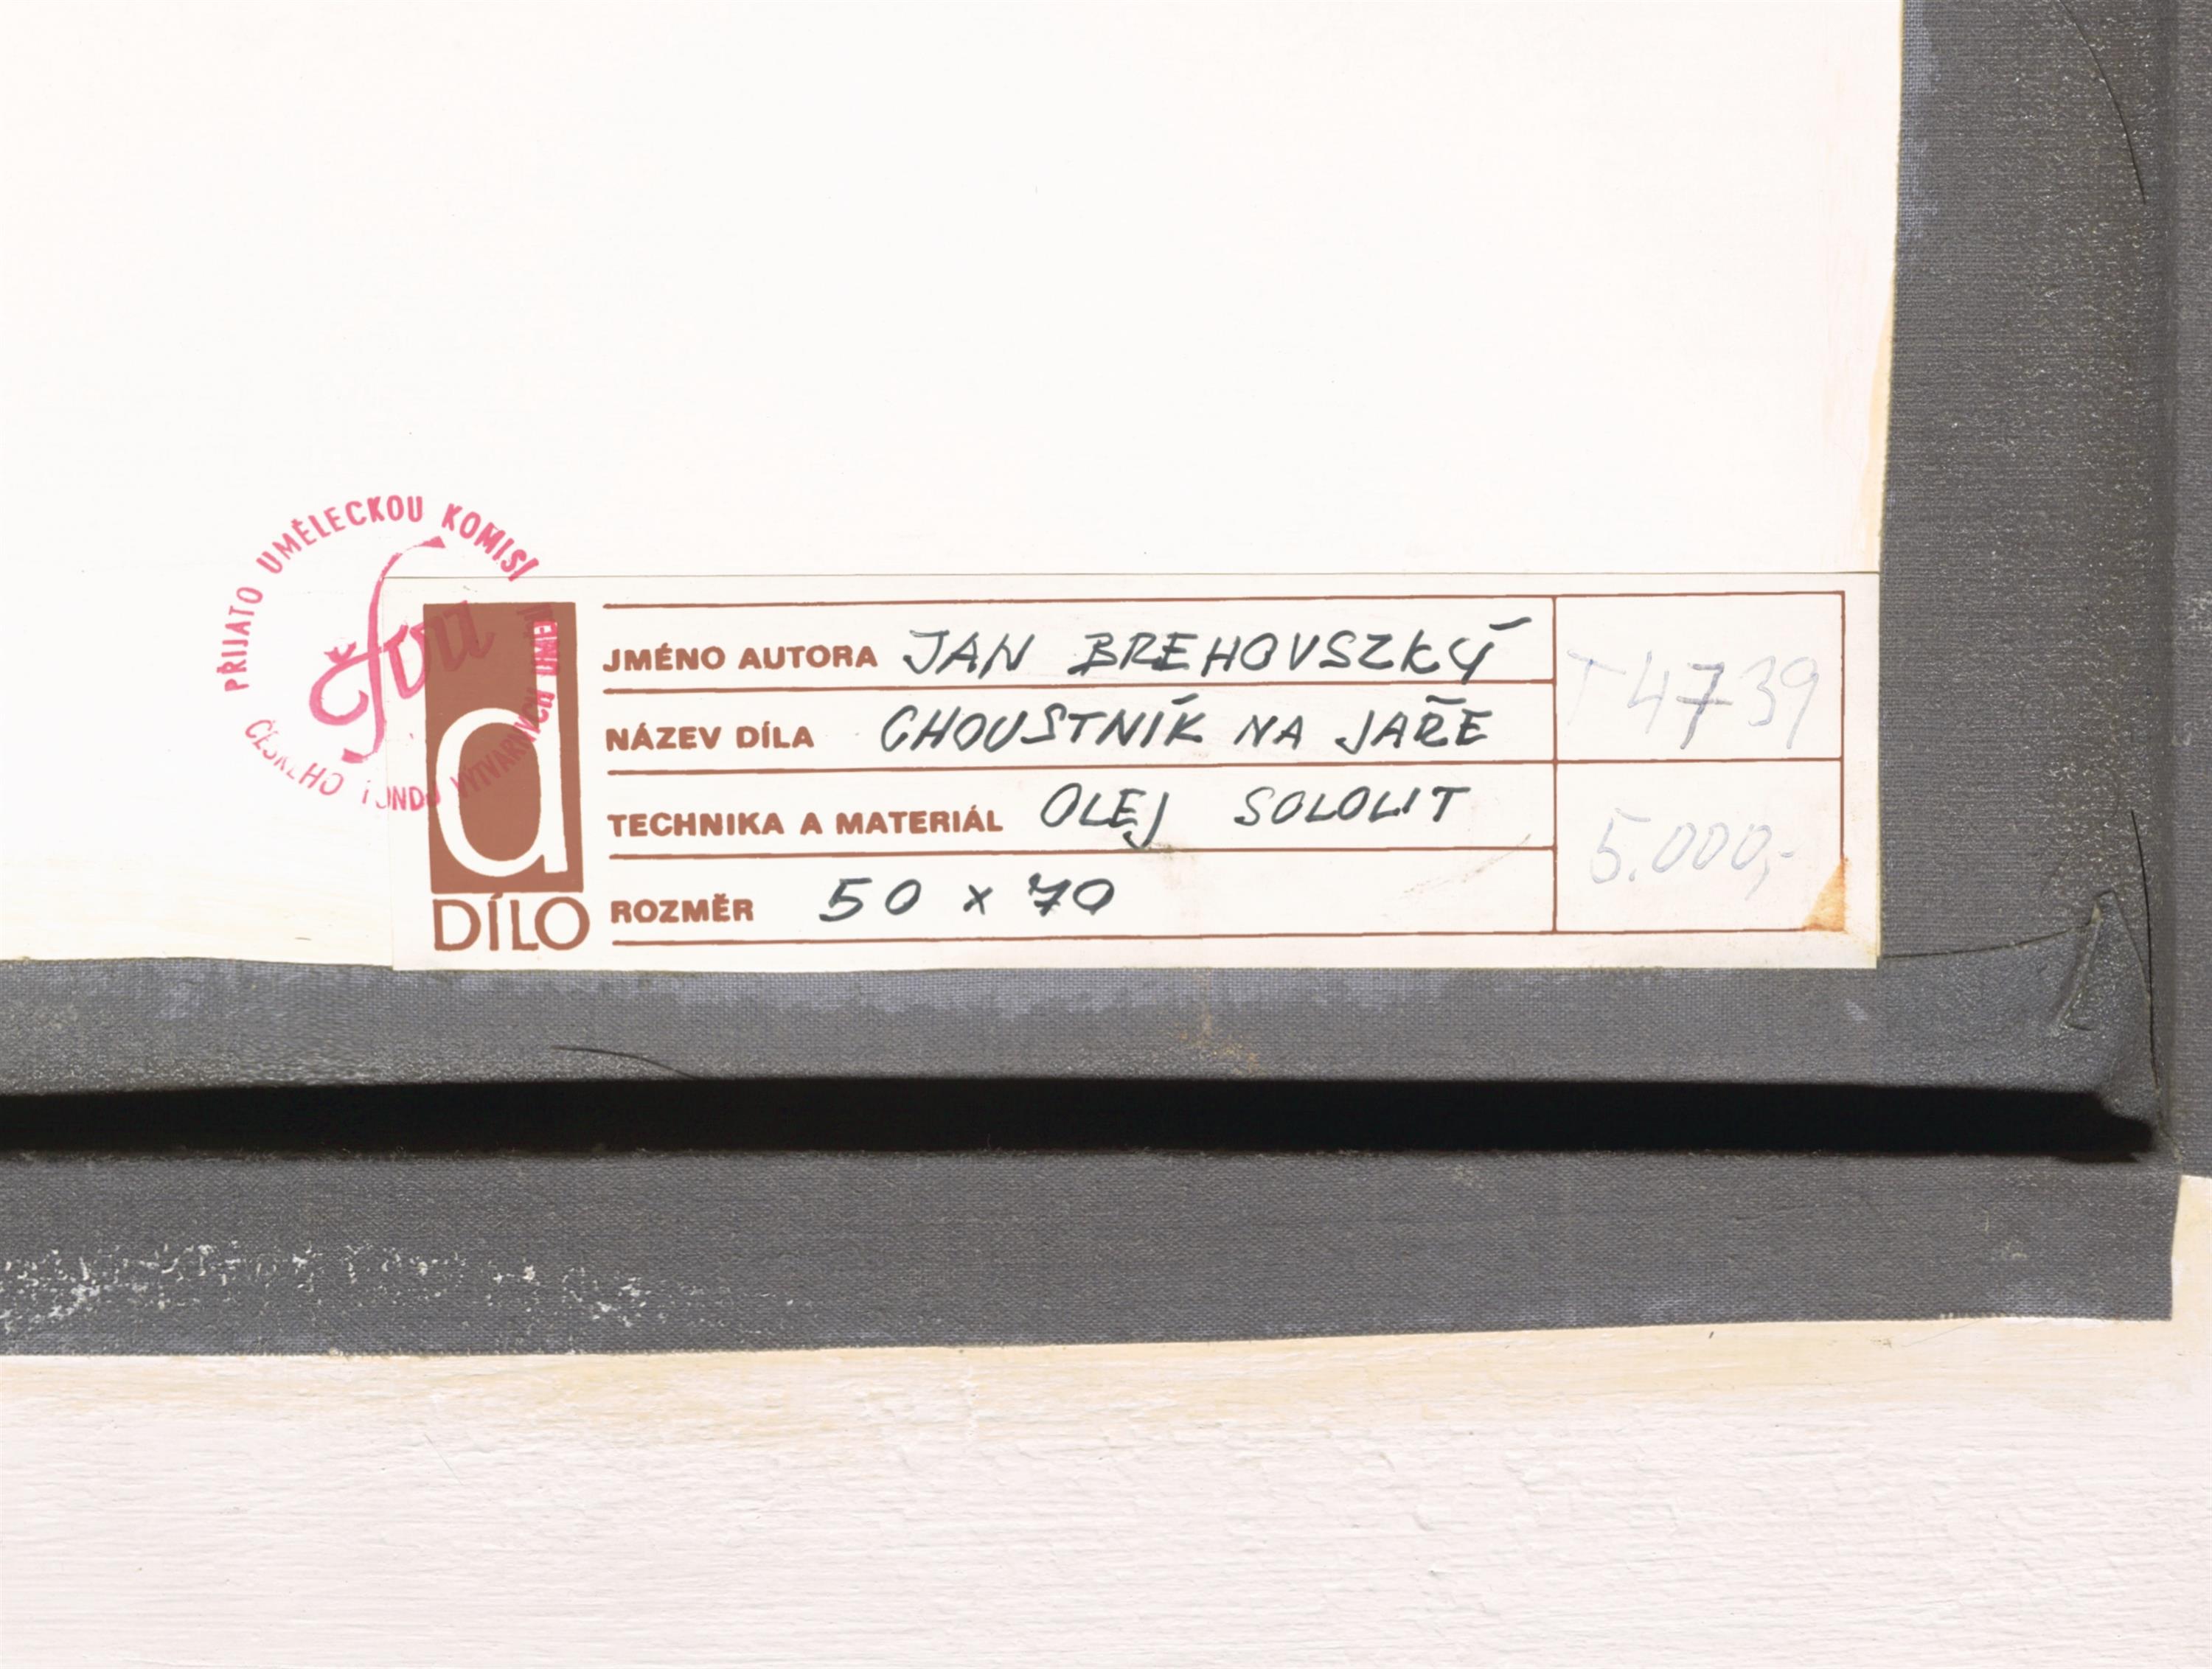 PŘIJATO UMĚLECKOU KOMISÍ
ČESKÉHO FONDU VÝTVARNÝCH UMĚNÍ
čfvu
d
DÍLO
JMÉNO AUTORA JAN BREHOVSZKÝ
NÁZEV DÍLA CHOUSTNÍK NA JAŘE
TECHNIKA A MATERIÁL OLEJ SOLOLIT
ROZMĚR 50 x 70
T 4739
5.000,-